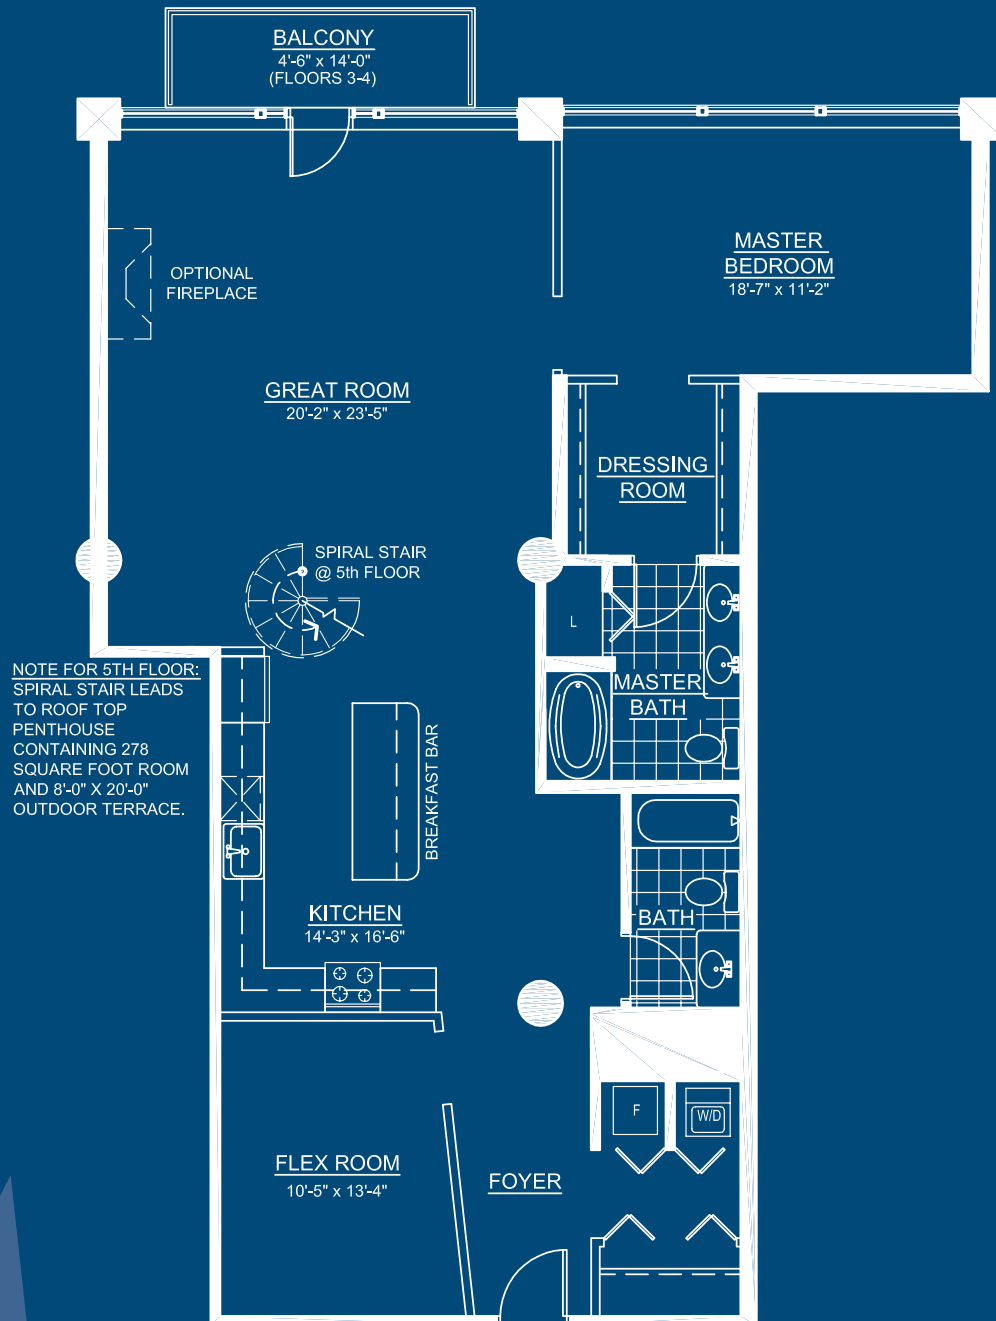 BALCONY
4'-6" x 14'-0"
(FLOORS 3-4)
MASTER
BEDROOM
18'-7" x 11'-2"
OPTIONAL
FIREPLACE
GREAT ROOM
20'-2" x 23'-5"
DRESSING
ROOM
SPIRAL STAIR
@ 5th FLOOR
L
NOTE FOR 5TH FLOOR:
SPIRAL STAIR LEADS
TO ROOF TOP
PENTHOUSE
CONTAINING 278
SQUARE FOOT ROOM
AND 8'-0" X 20'-0"
OUTDOOR TERRACE.
MASTER
BATH
BREAKFAST BAR
KITCHEN
14'-3" x 16'-6"
BATH
F
W/D
FLEX ROOM
10'-5" x 13'-4"
FOYER